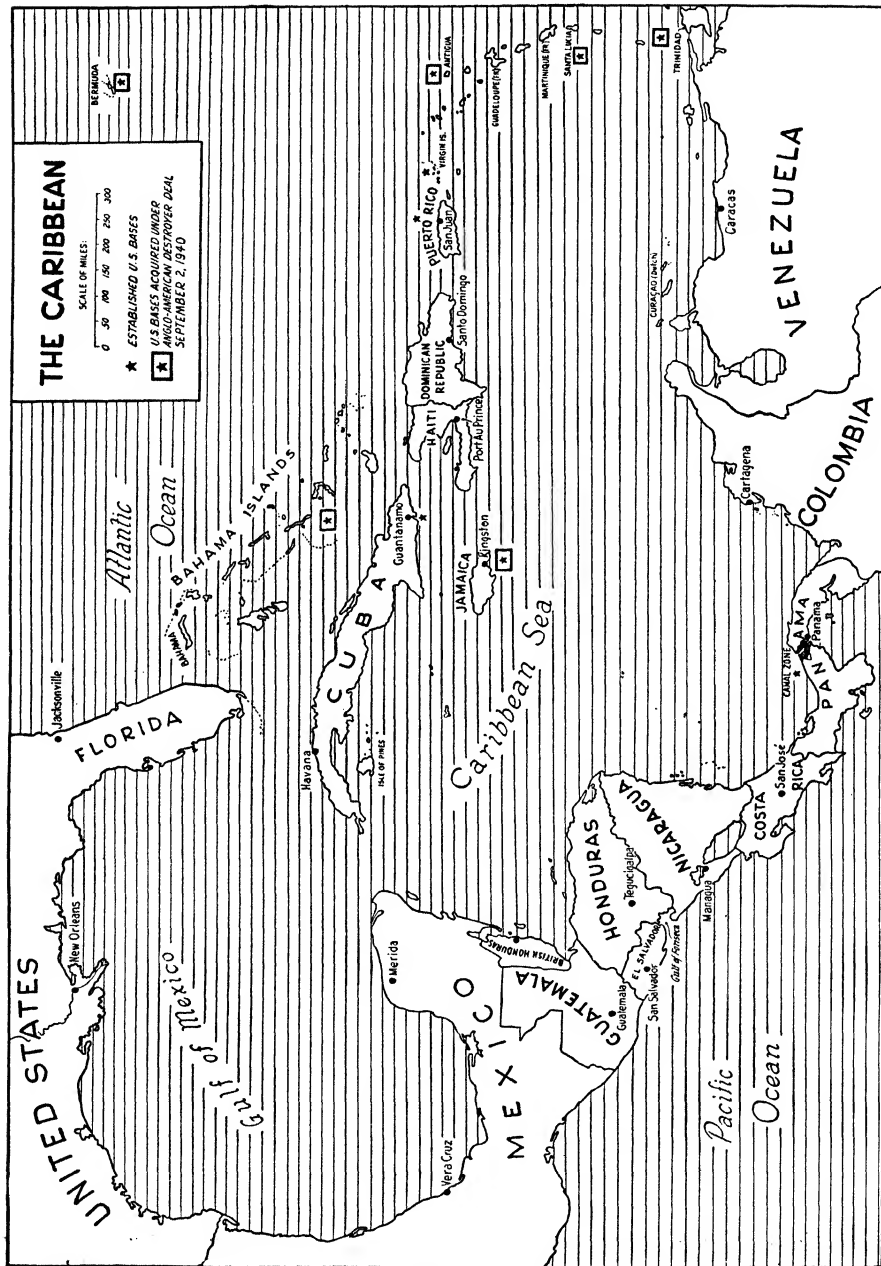 THE CARIBBEAN
SCALE OF MILES:
0 50 100 150 200 250 300
★ ESTABLISHED U.S. BASES
★ U.S. BASES ACQUIRED UNDER
ANGLO-AMERICAN DESTROYER DEAL
SEPTEMBER 2, 1940
BERMUDA
UNITED STATES
New Orleans
Jacksonville
FLORIDA
Atlantic
Ocean
Gulf of Mexico
BAHAMA ISLANDS
BAHAMA
Havana
CUBA
ISLE OF PINES
Guantanamo
HAITI
Port Au Prince
DOMINICAN
REPUBLIC
Santo Domingo
PUERTO RICO
San Juan
VIRGIN IS.
ANTIGUA
GUADELOUPE (FR)
MARTINIQUE (FR)
SANTA LUCIA
TRINIDAD
JAMAICA
Kingston
Caribbean Sea
Merida
Vera Cruz
MEXICO
BRITISH HONDURAS
GUATEMALA
Guatemala
HONDURAS
Tegucigalpa
EL SALVADOR
San Salvador
Gulf of Fonseca
NICARAGUA
Managua
COSTA
RICA
San José
CANAL ZONE
PANAMA
Panama
Cartagena
COLOMBIA
CURAÇAO (Dutch)
Caracas
VENEZUELA
Pacific
Ocean